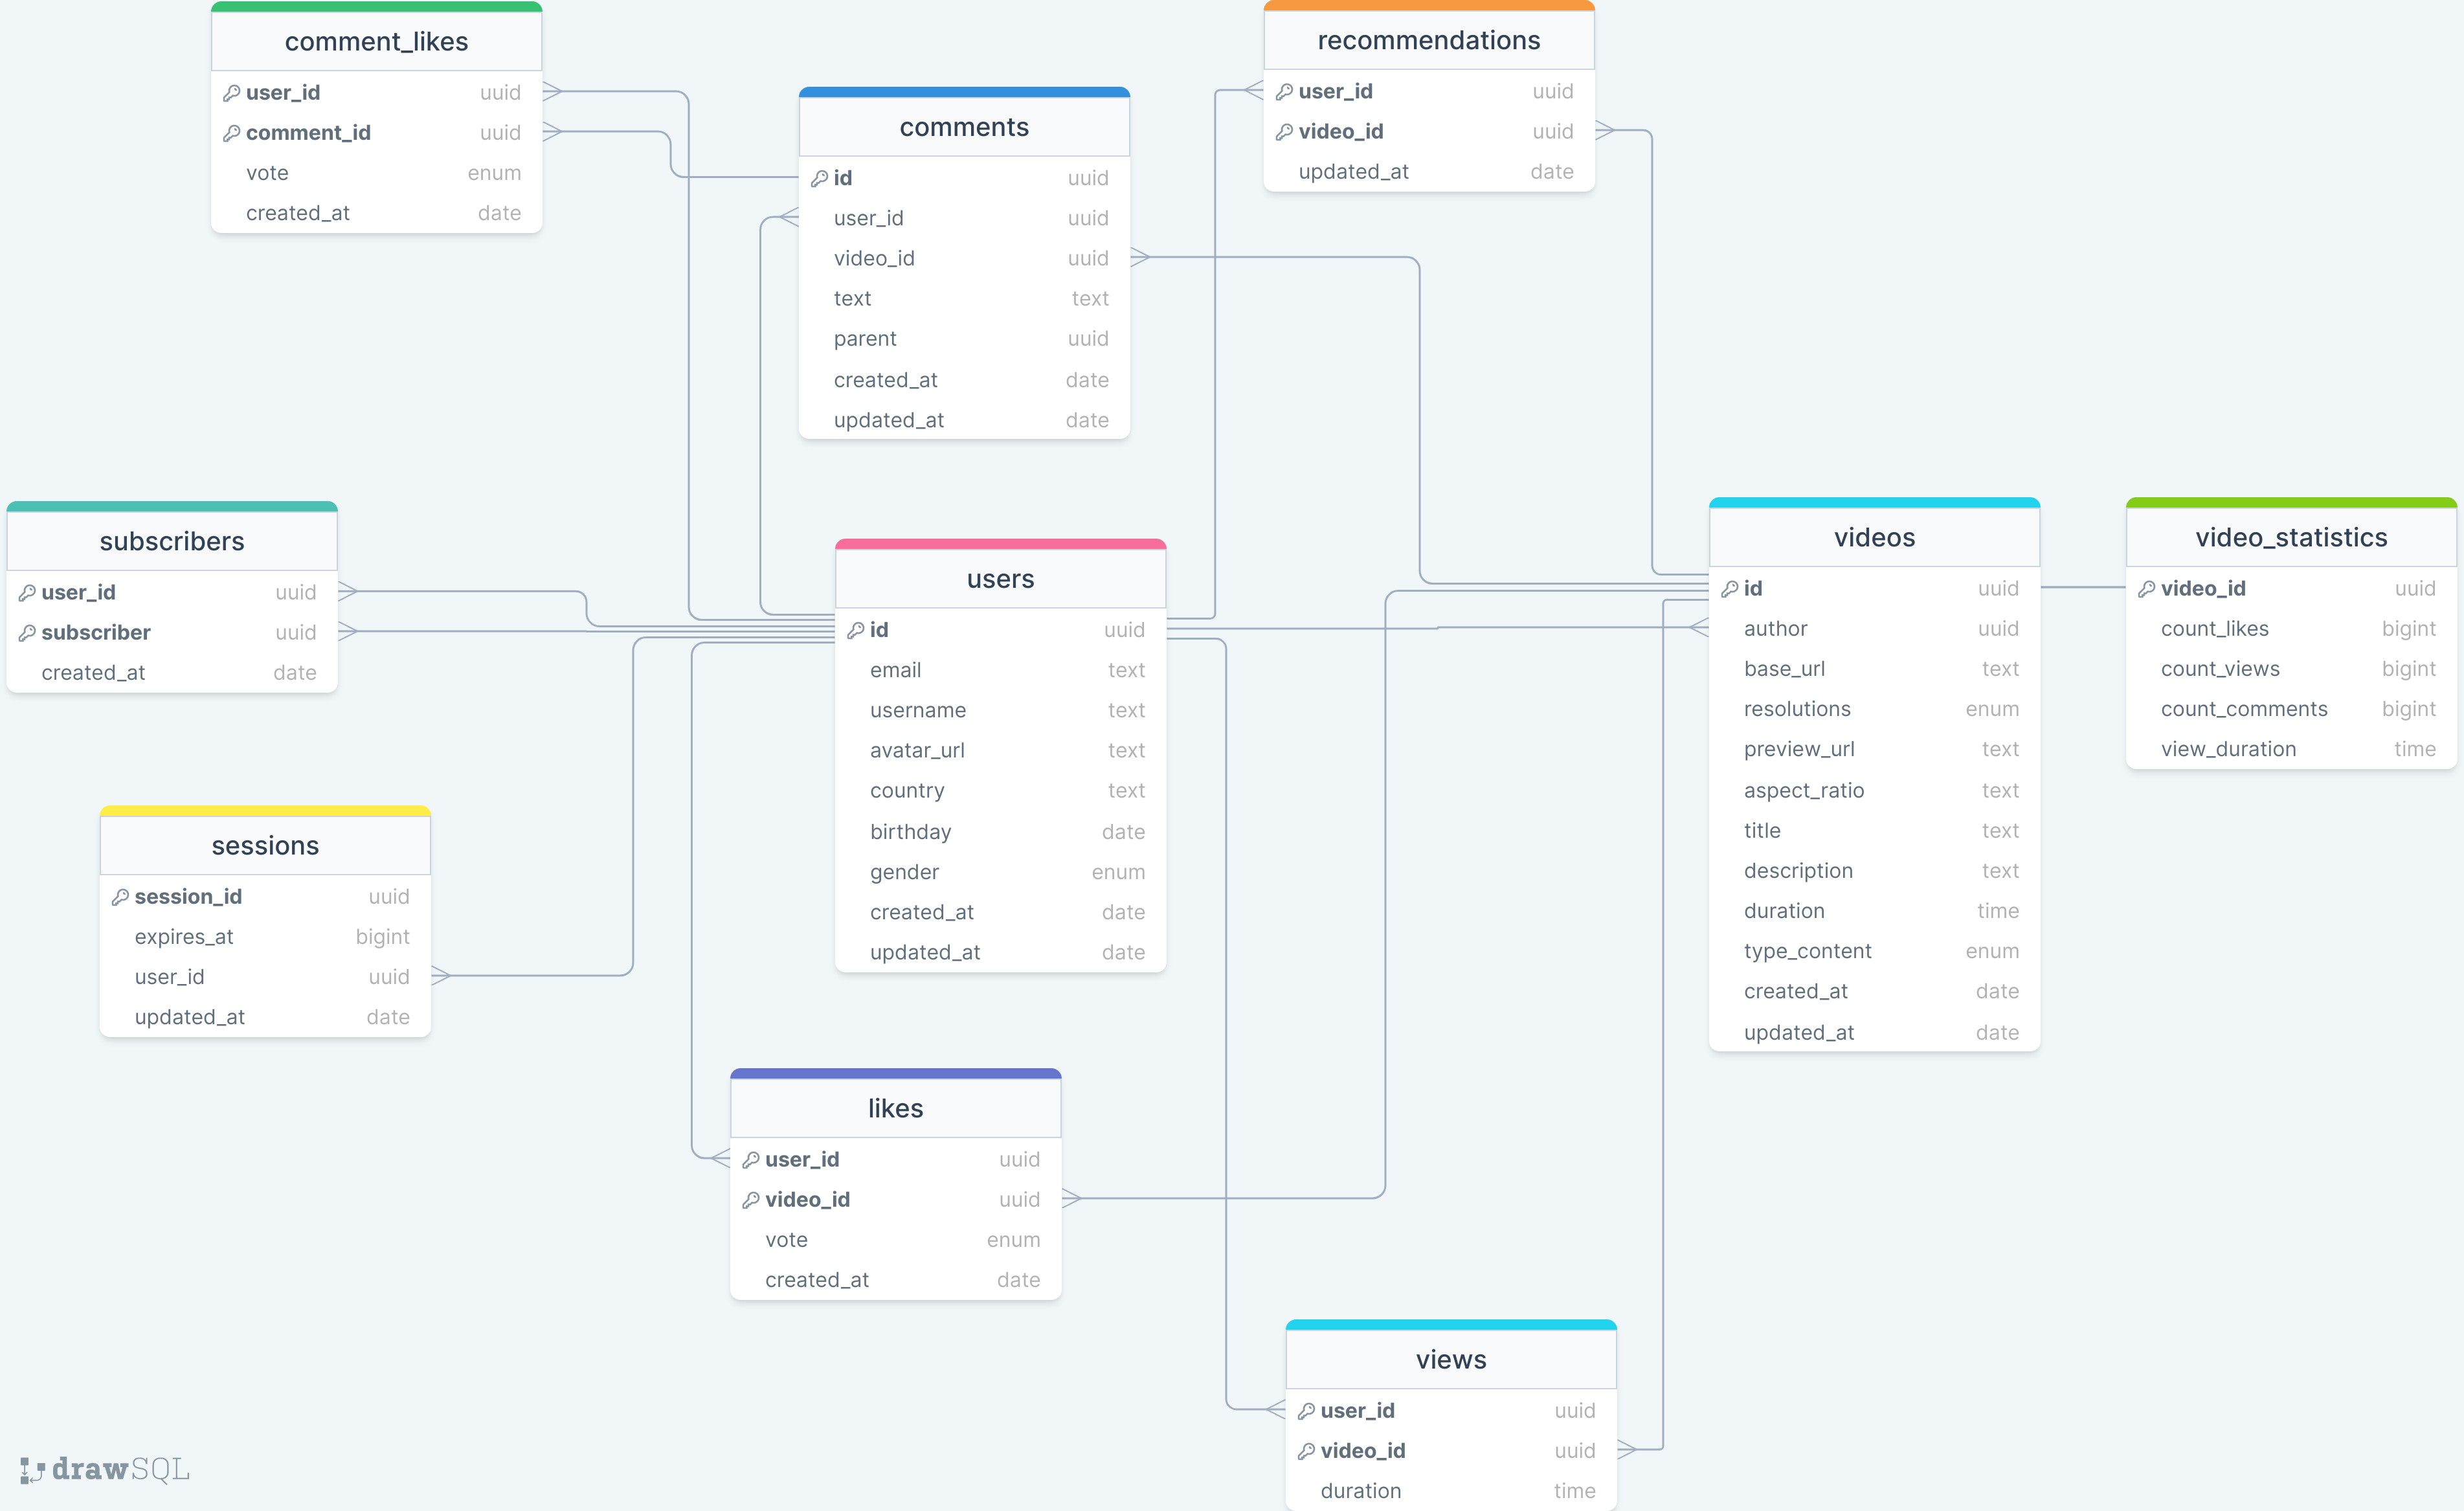 comment_likes
user_id uuid
comment_id uuid
vote enum
created_at date
comments
id uuid
user_id uuid
video_id uuid
text text
parent uuid
created_at date
updated_at date
recommendations
user_id uuid
video_id uuid
updated_at date
subscribers
user_id uuid
subscriber uuid
created_at date
users
id uuid
email text
username text
avatar_url text
country text
birthday date
gender enum
created_at date
updated_at date
videos
id uuid
author uuid
base_url text
resolutions enum
preview_url text
aspect_ratio text
title text
description text
duration time
type_content enum
created_at date
updated_at date
video_statistics
video_id uuid
count_likes bigint
count_views bigint
count_comments bigint
view_duration time
sessions
session_id uuid
expires_at bigint
user_id uuid
updated_at date
likes
user_id uuid
video_id uuid
vote enum
created_at date
views
user_id uuid
video_id uuid
duration time
drawSQL